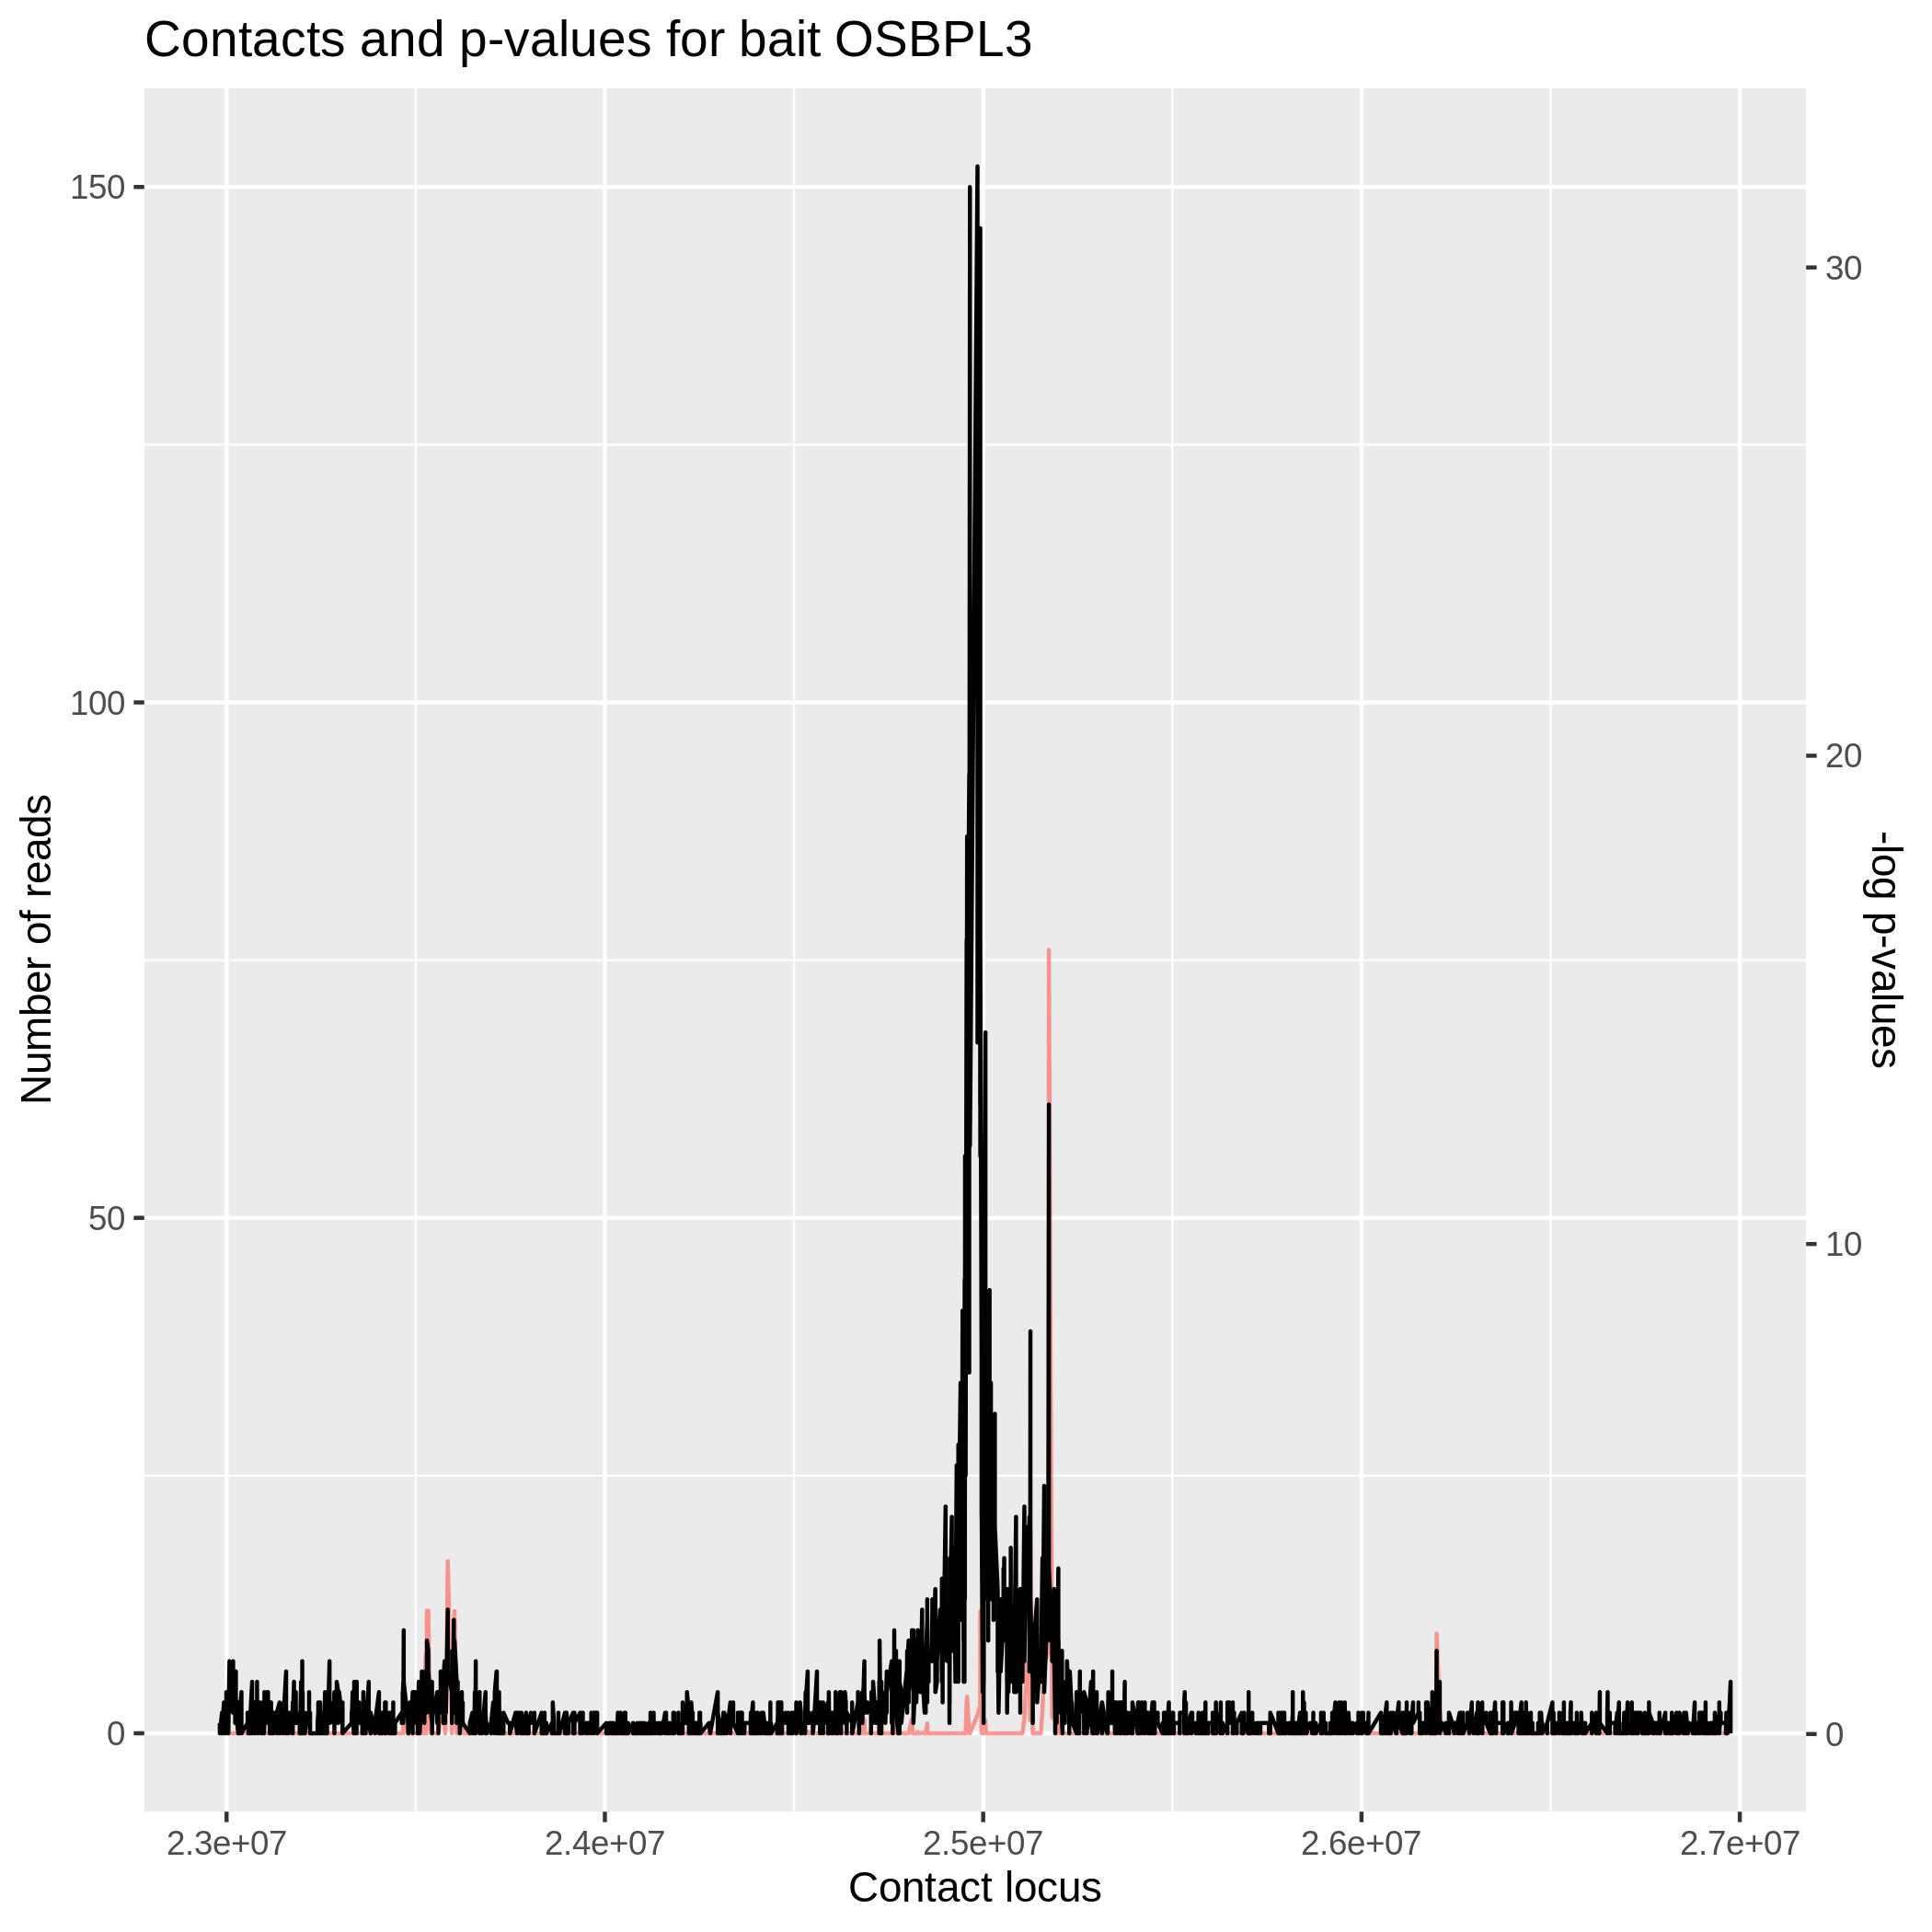 Contacts and p-values for bait OSBPL3
150
100
50
0
30
20
10
0
Number of reads
-log p-values
2.3e+07
2.4e+07
2.5e+07
2.6e+07
2.7e+07
Contact locus